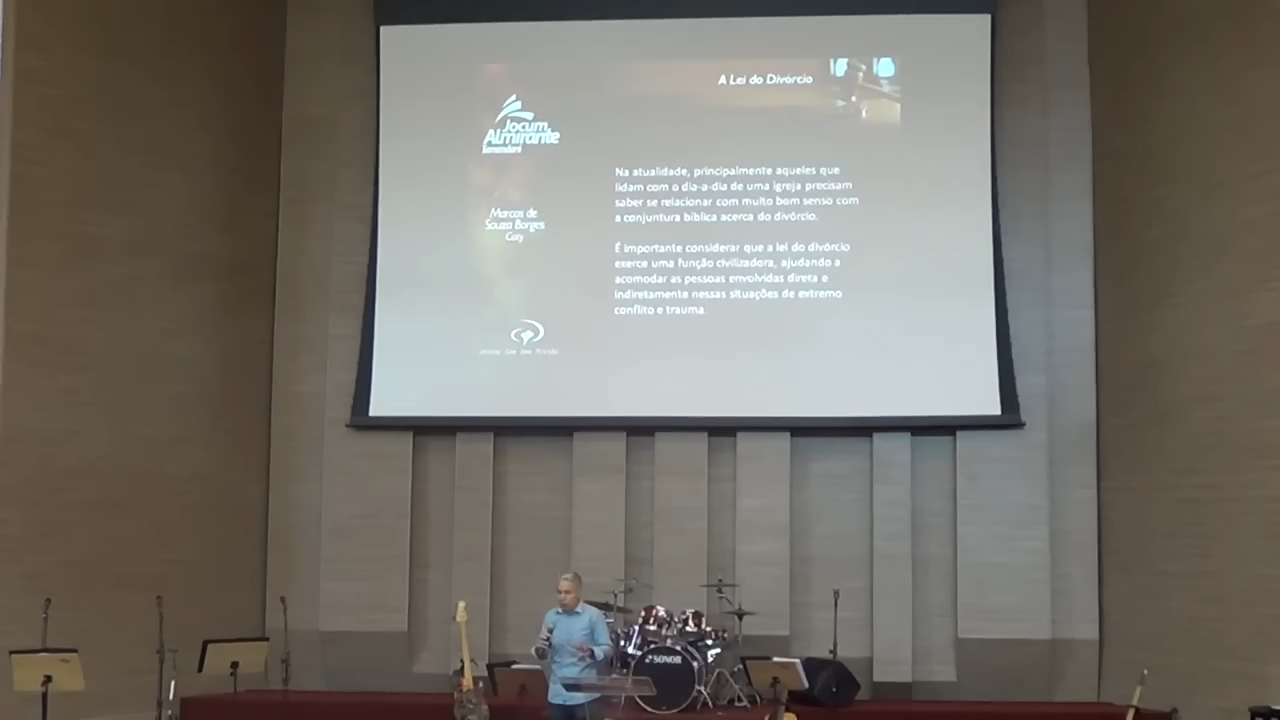 A Lei do Divórcio
Jocum
Almirante
Tamandaré
Marcos de
Souza Borges
Coty
Na atualidade, principalmente aqueles que
lidam com o dia-a-dia de uma igreja precisam
saber se relacionar com muito bom senso com
a conjuntura bíblica acerca do divórcio.
É importante considerar que a lei do divórcio
exerce uma função civilizadora, ajudando a
acomodar as pessoas envolvidas direta e
indiretamente nessas situações de extremo
conflito e trauma.
SONOR